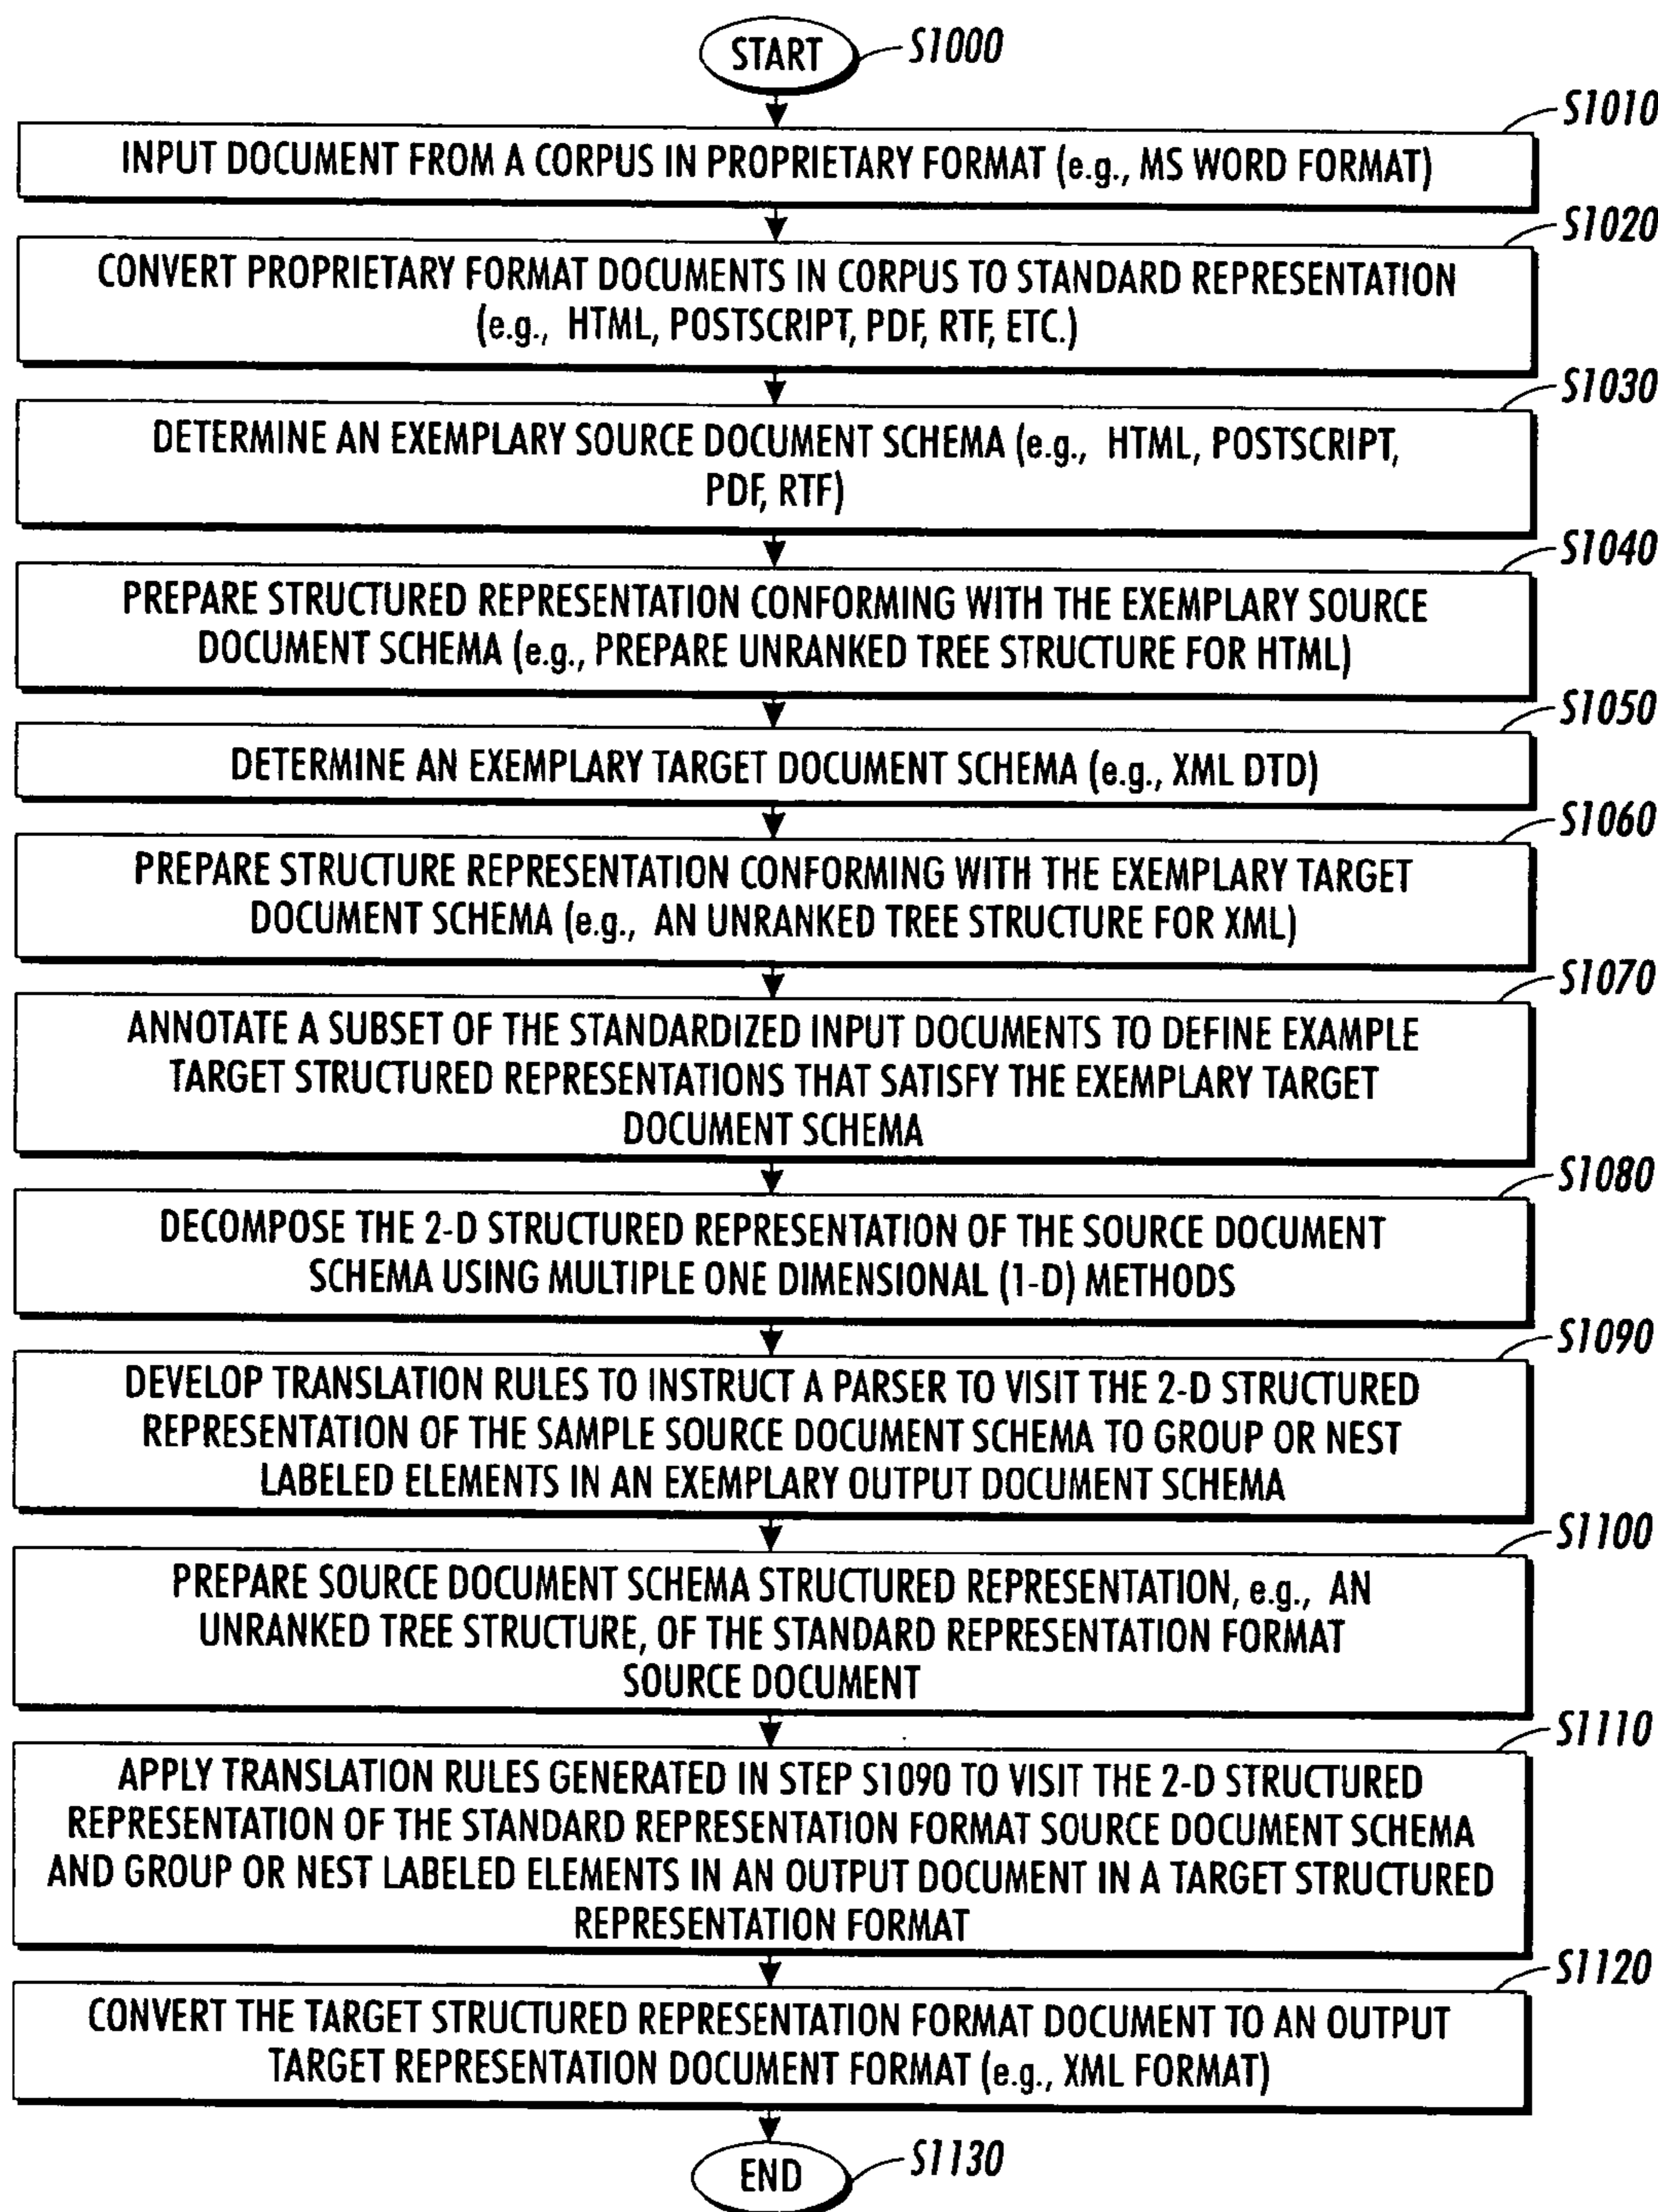 START
S1000
S1010
INPUT DOCUMENT FROM A CORPUS IN PROPRIETARY FORMAT (e.g., MS WORD FORMAT)
S1020
CONVERT PROPRIETARY FORMAT DOCUMENTS IN CORPUS TO STANDARD REPRESENTATION
(e.g., HTML, POSTSCRIPT, PDF, RTF, ETC.)
S1030
DETERMINE AN EXEMPLARY SOURCE DOCUMENT SCHEMA (e.g., HTML, POSTSCRIPT,
PDF, RTF)
S1040
PREPARE STRUCTURED REPRESENTATION CONFORMING WITH THE EXEMPLARY SOURCE
DOCUMENT SCHEMA (e.g., PREPARE UNRANKED TREE STRUCTURE FOR HTML)
S1050
DETERMINE AN EXEMPLARY TARGET DOCUMENT SCHEMA (e.g., XML DTD)
S1060
PREPARE STRUCTURE REPRESENTATION CONFORMING WITH THE EXEMPLARY TARGET
DOCUMENT SCHEMA (e.g., AN UNRANKED TREE STRUCTURE FOR XML)
S1070
ANNOTATE A SUBSET OF THE STANDARDIZED INPUT DOCUMENTS TO DEFINE EXAMPLE
TARGET STRUCTURED REPRESENTATIONS THAT SATISFY THE EXEMPLARY TARGET
DOCUMENT SCHEMA
S1080
DECOMPOSE THE 2-D STRUCTURED REPRESENTATION OF THE SOURCE DOCUMENT
SCHEMA USING MULTIPLE ONE DIMENSIONAL (1-D) METHODS
S1090
DEVELOP TRANSLATION RULES TO INSTRUCT A PARSER TO VISIT THE 2-D STRUCTURED
REPRESENTATION OF THE SAMPLE SOURCE DOCUMENT SCHEMA TO GROUP OR NEST
LABELED ELEMENTS IN AN EXEMPLARY OUTPUT DOCUMENT SCHEMA
S1100
PREPARE SOURCE DOCUMENT SCHEMA STRUCTURED REPRESENTATION, e.g., AN
UNRANKED TREE STRUCTURE, OF THE STANDARD REPRESENTATION FORMAT
SOURCE DOCUMENT
S1110
APPLY TRANSLATION RULES GENERATED IN STEP S1090 TO VISIT THE 2-D STRUCTURED
REPRESENTATION OF THE STANDARD REPRESENTATION FORMAT SOURCE DOCUMENT SCHEMA
AND GROUP OR NEST LABELED ELEMENTS IN AN OUTPUT DOCUMENT IN A TARGET STRUCTURED
REPRESENTATION FORMAT
S1120
CONVERT THE TARGET STRUCTURED REPRESENTATION FORMAT DOCUMENT TO AN OUTPUT
TARGET REPRESENTATION DOCUMENT FORMAT (e.g., XML FORMAT)
END
S1130